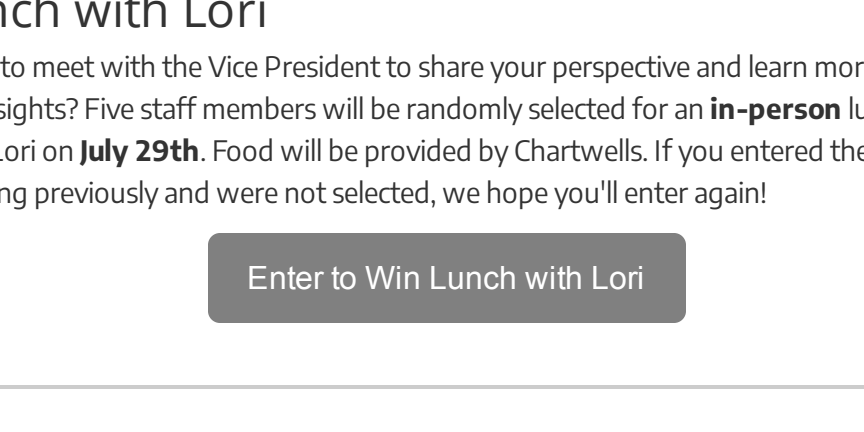 nch with Lori
to meet with the Vice President to share your perspective and learn mor
sights? Five staff members will be randomly selected for an in-person lu
Lori on July 29th. Food will be provided by Chartwells. If you entered the
ng previously and were not selected, we hope you'll enter again!
Enter to Win Lunch with Lori